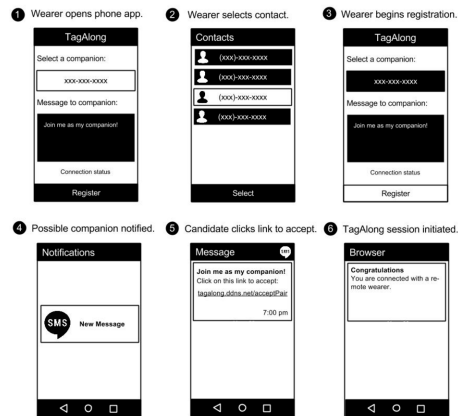 1 Wearer opens phone app.
TagAlong
Select a companion:
xxx-xxx-xxxx
Message to companion:
Join me as my companion!
Connection status
Register
2 Wearer selects contact.
Contacts
(xxx)-xxx-xxxx
(xxx)-xxx-xxxx
(xxx)-xxx-xxxx
(xxx)-xxx-xxxx
Select
3 Wearer begins registration.
TagAlong
Select a companion:
xxx-xxx-xxxx
Message to companion:
Join me as my companion!
Connection status
Register
4 Possible companion notified.
Notifications
SMS New Message
5 Candidate clicks link to accept.
Message SMS
Join me as my companion!
Click on this link to accept:
tagalong.ddns.net/acceptPair
7:00 pm
6 TagAlong session initiated.
Browser
Congratulations
You are connected with a re-
mote wearer.